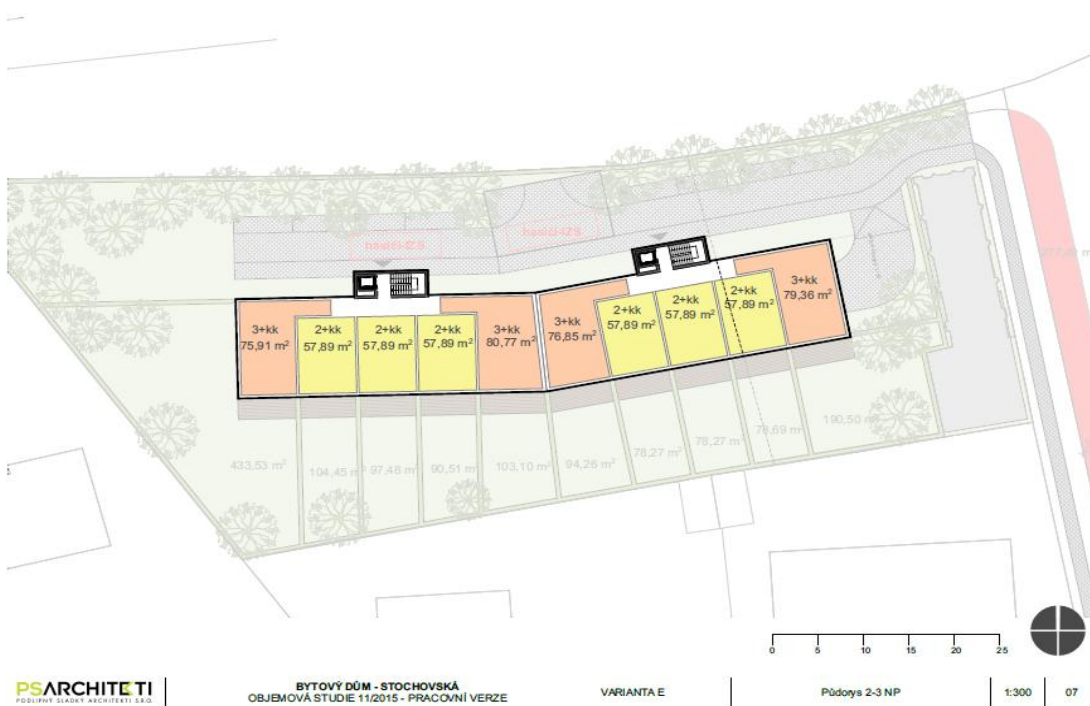 hasiči-IZS
hasiči-IZS
3+kk
75,91 m²
2+kk
57,89 m²
2+kk
57,89 m²
2+kk
57,89 m²
3+kk
80,77 m²
3+kk
76,85 m²
2+kk
57,89 m²
2+kk
57,89 m²
2+kk
57,89 m²
3+kk
79,36 m²
433,53 m²
104,45 m²
97,48 m²
90,51 m²
103,10 m²
94,26 m²
78,27 m²
78,27 m²
78,69 m²
190,50 m²
0 5 10 15 20 25
PSARCHITEKTI
PODLIPNÝ SLADKÝ ARCHITEKTI S.R.O.
BYTOVÝ DŮM - STOCHOVSKÁ
OBJEMOVÁ STUDIE 11/2015 - PRACOVNÍ VERZE
VARIANTA E
Půdorys 2-3 NP
1:300
07